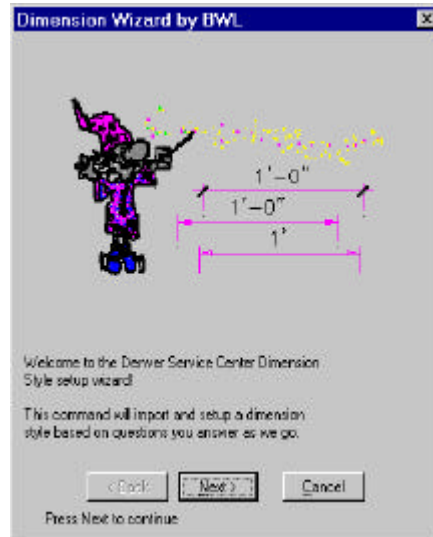 Dimension Wizard by BWL
1'-0"
1'-0"
1'
Welcome to the Denver Service Center Dimension
Style setup wizard!
This command will import and setup a dimension
style based on questions you answer as we go.
< Back
Next >
Cancel
Press Next to continue